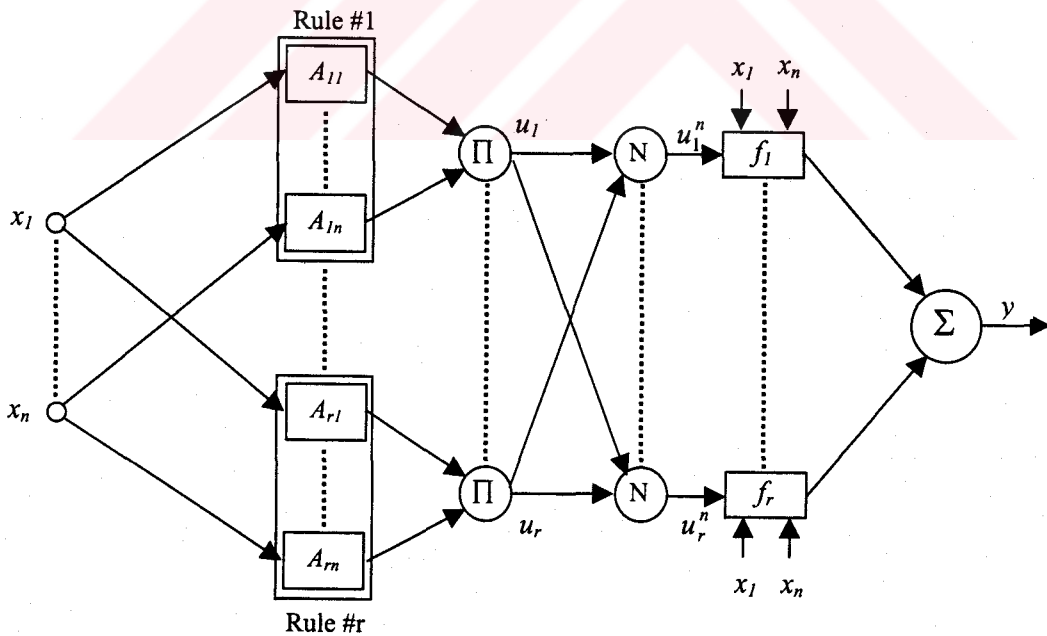 Rule #1
A₁₁
A₁ₙ
x₁
xₙ
Aᵣ₁
Aᵣₙ
Rule #r
Π
u₁
Π
uᵣ
N
u₁ⁿ
N
uᵣⁿ
x₁ xₙ
f₁
fᵣ
x₁ xₙ
Σ
y